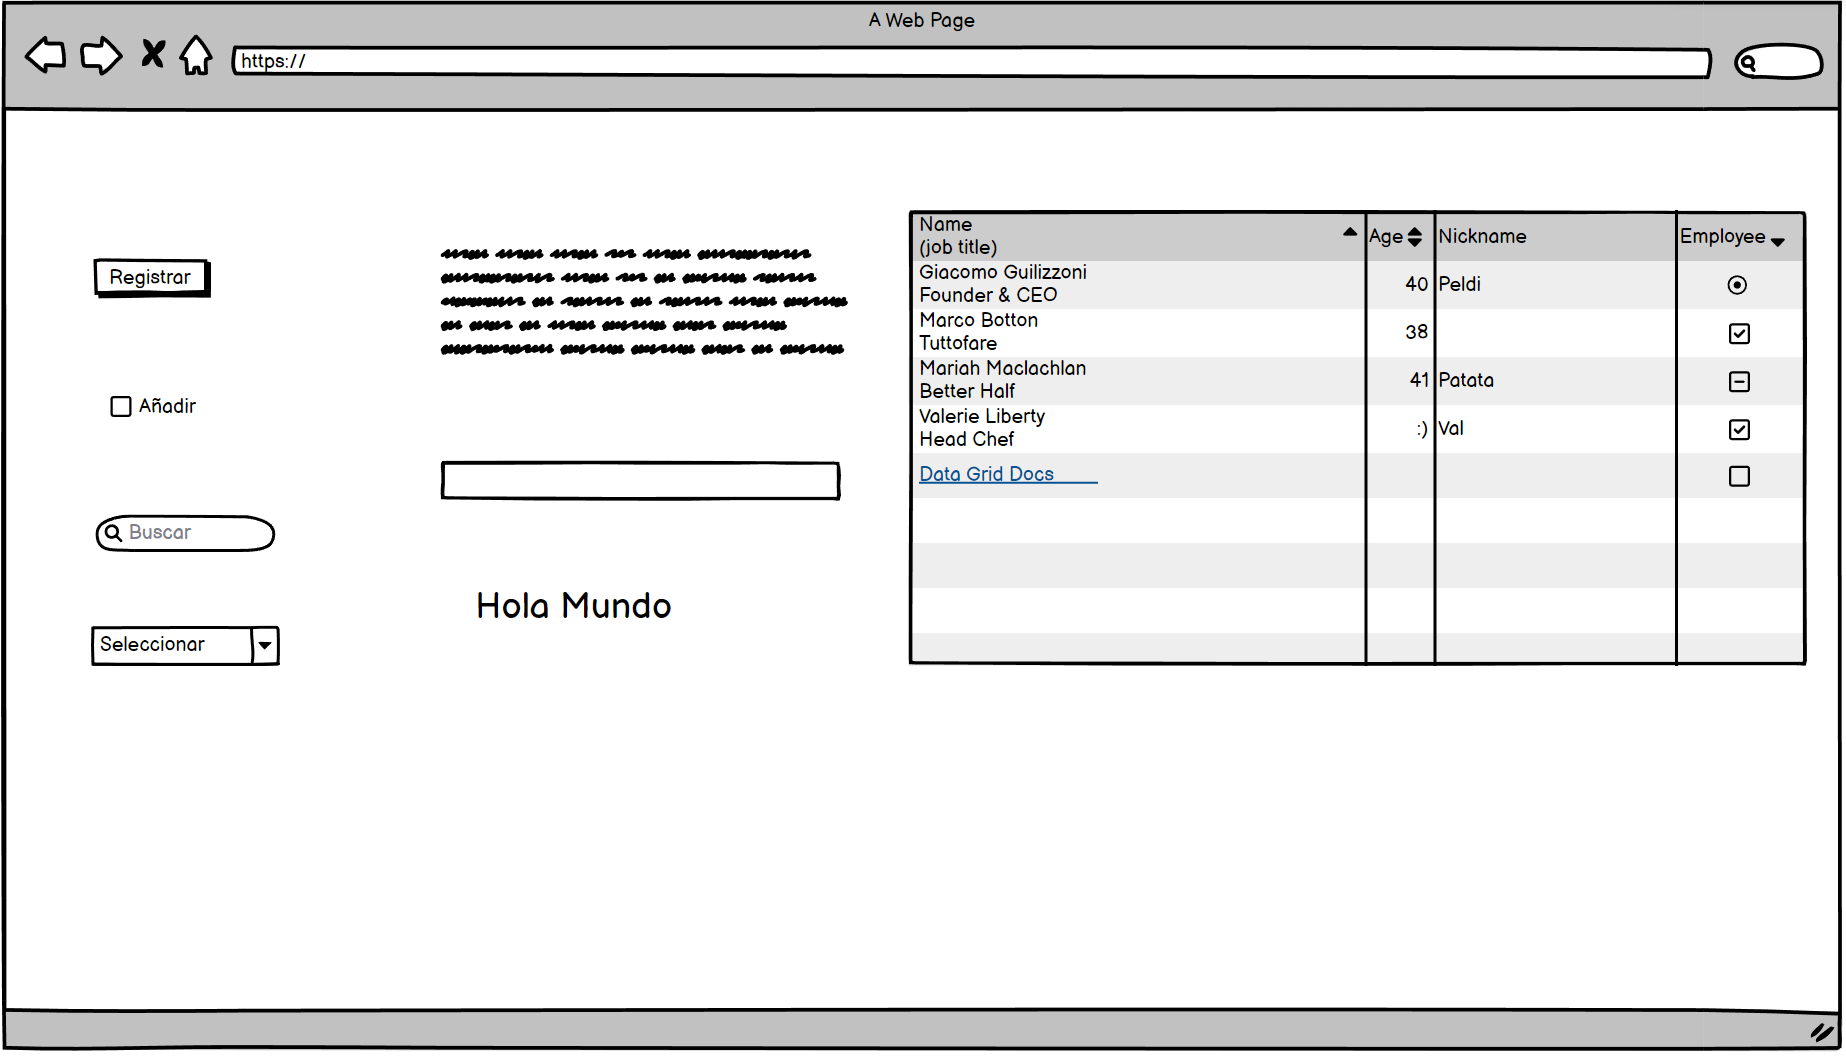 A Web Page
https://
Registrar
Añadir
Buscar
Seleccionar
Hola Mundo
Name
(job title)
Age
Nickname
Employee
Giacomo Guilizzoni
Founder & CEO
40
Peldi
Marco Botton
Tuttofare
38
Mariah Maclachlan
Better Half
41
Patata
Valerie Liberty
Head Chef
:)
Val
Data Grid Docs